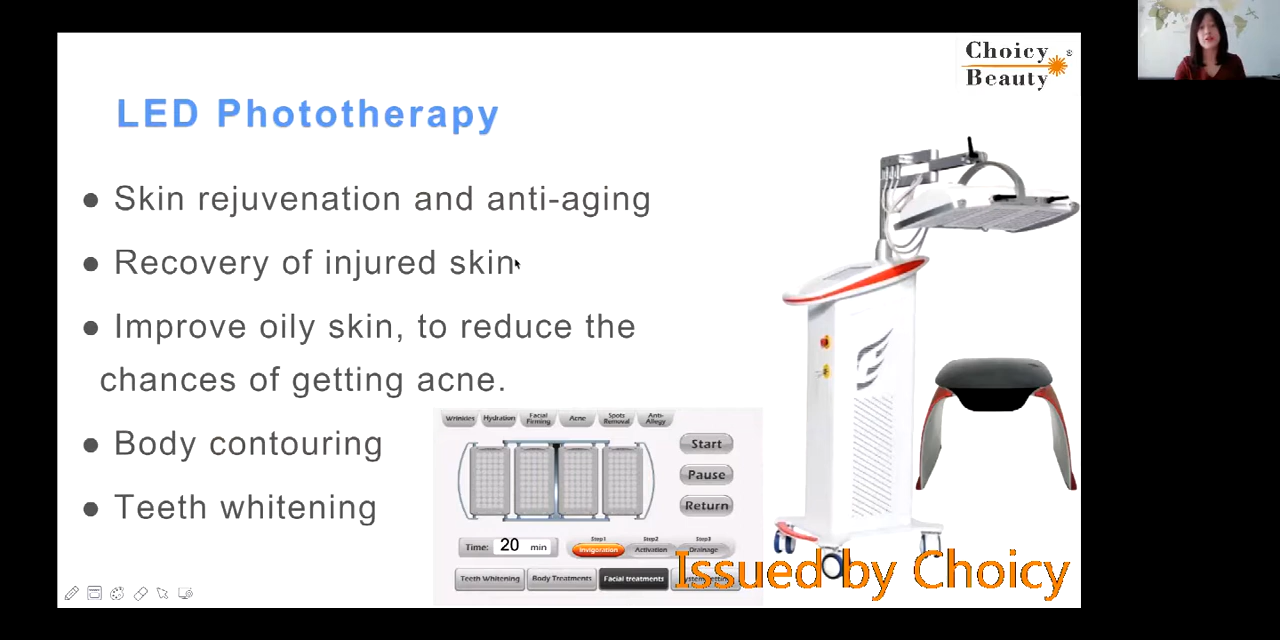 Choicy
Beauty®
LED Phototherapy
● Skin rejuvenation and anti-aging
● Recovery of injured skin
● Improve oily skin, to reduce the
chances of getting acne.
● Body contouring
● Teeth whitening
Wrinkles Hydration Facial Firming Acne Spots Removal Anti-Allegy
Start
Pause
Return
Step1 Step2 Step3
Time: 20 min Invigoration Activation Drainage
Teeth Whitening Body Treatments Facial treatments
Issued by Choicy